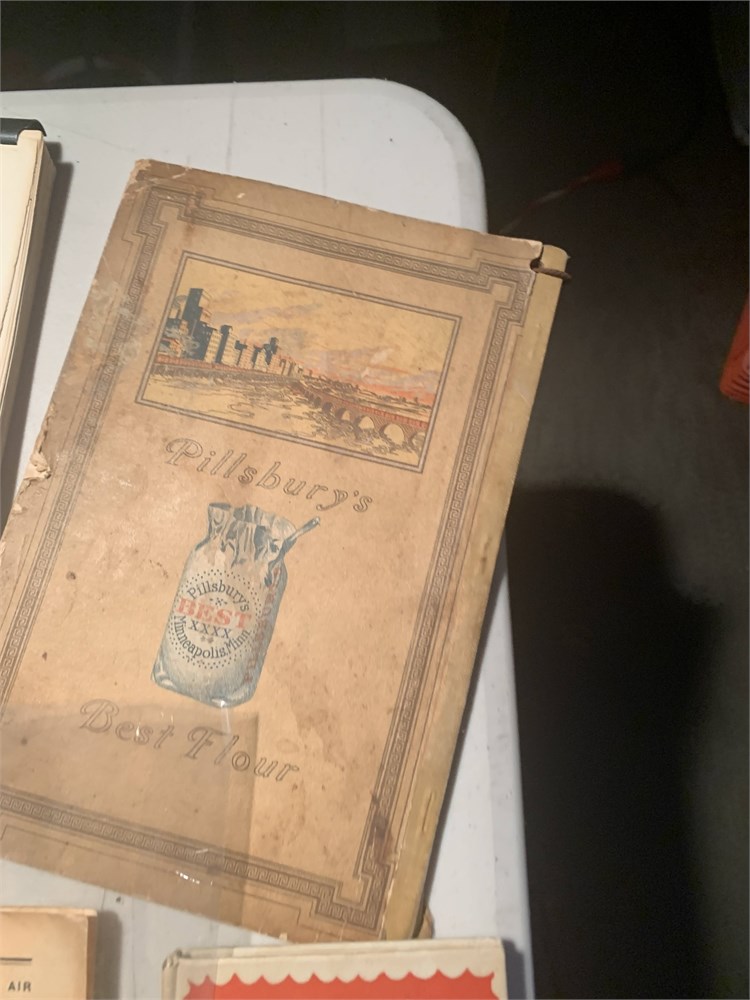 Pillsbury's
Pillsbury's
BEST
XXXX
Minneapolis, Minn
Best Flour
AIR